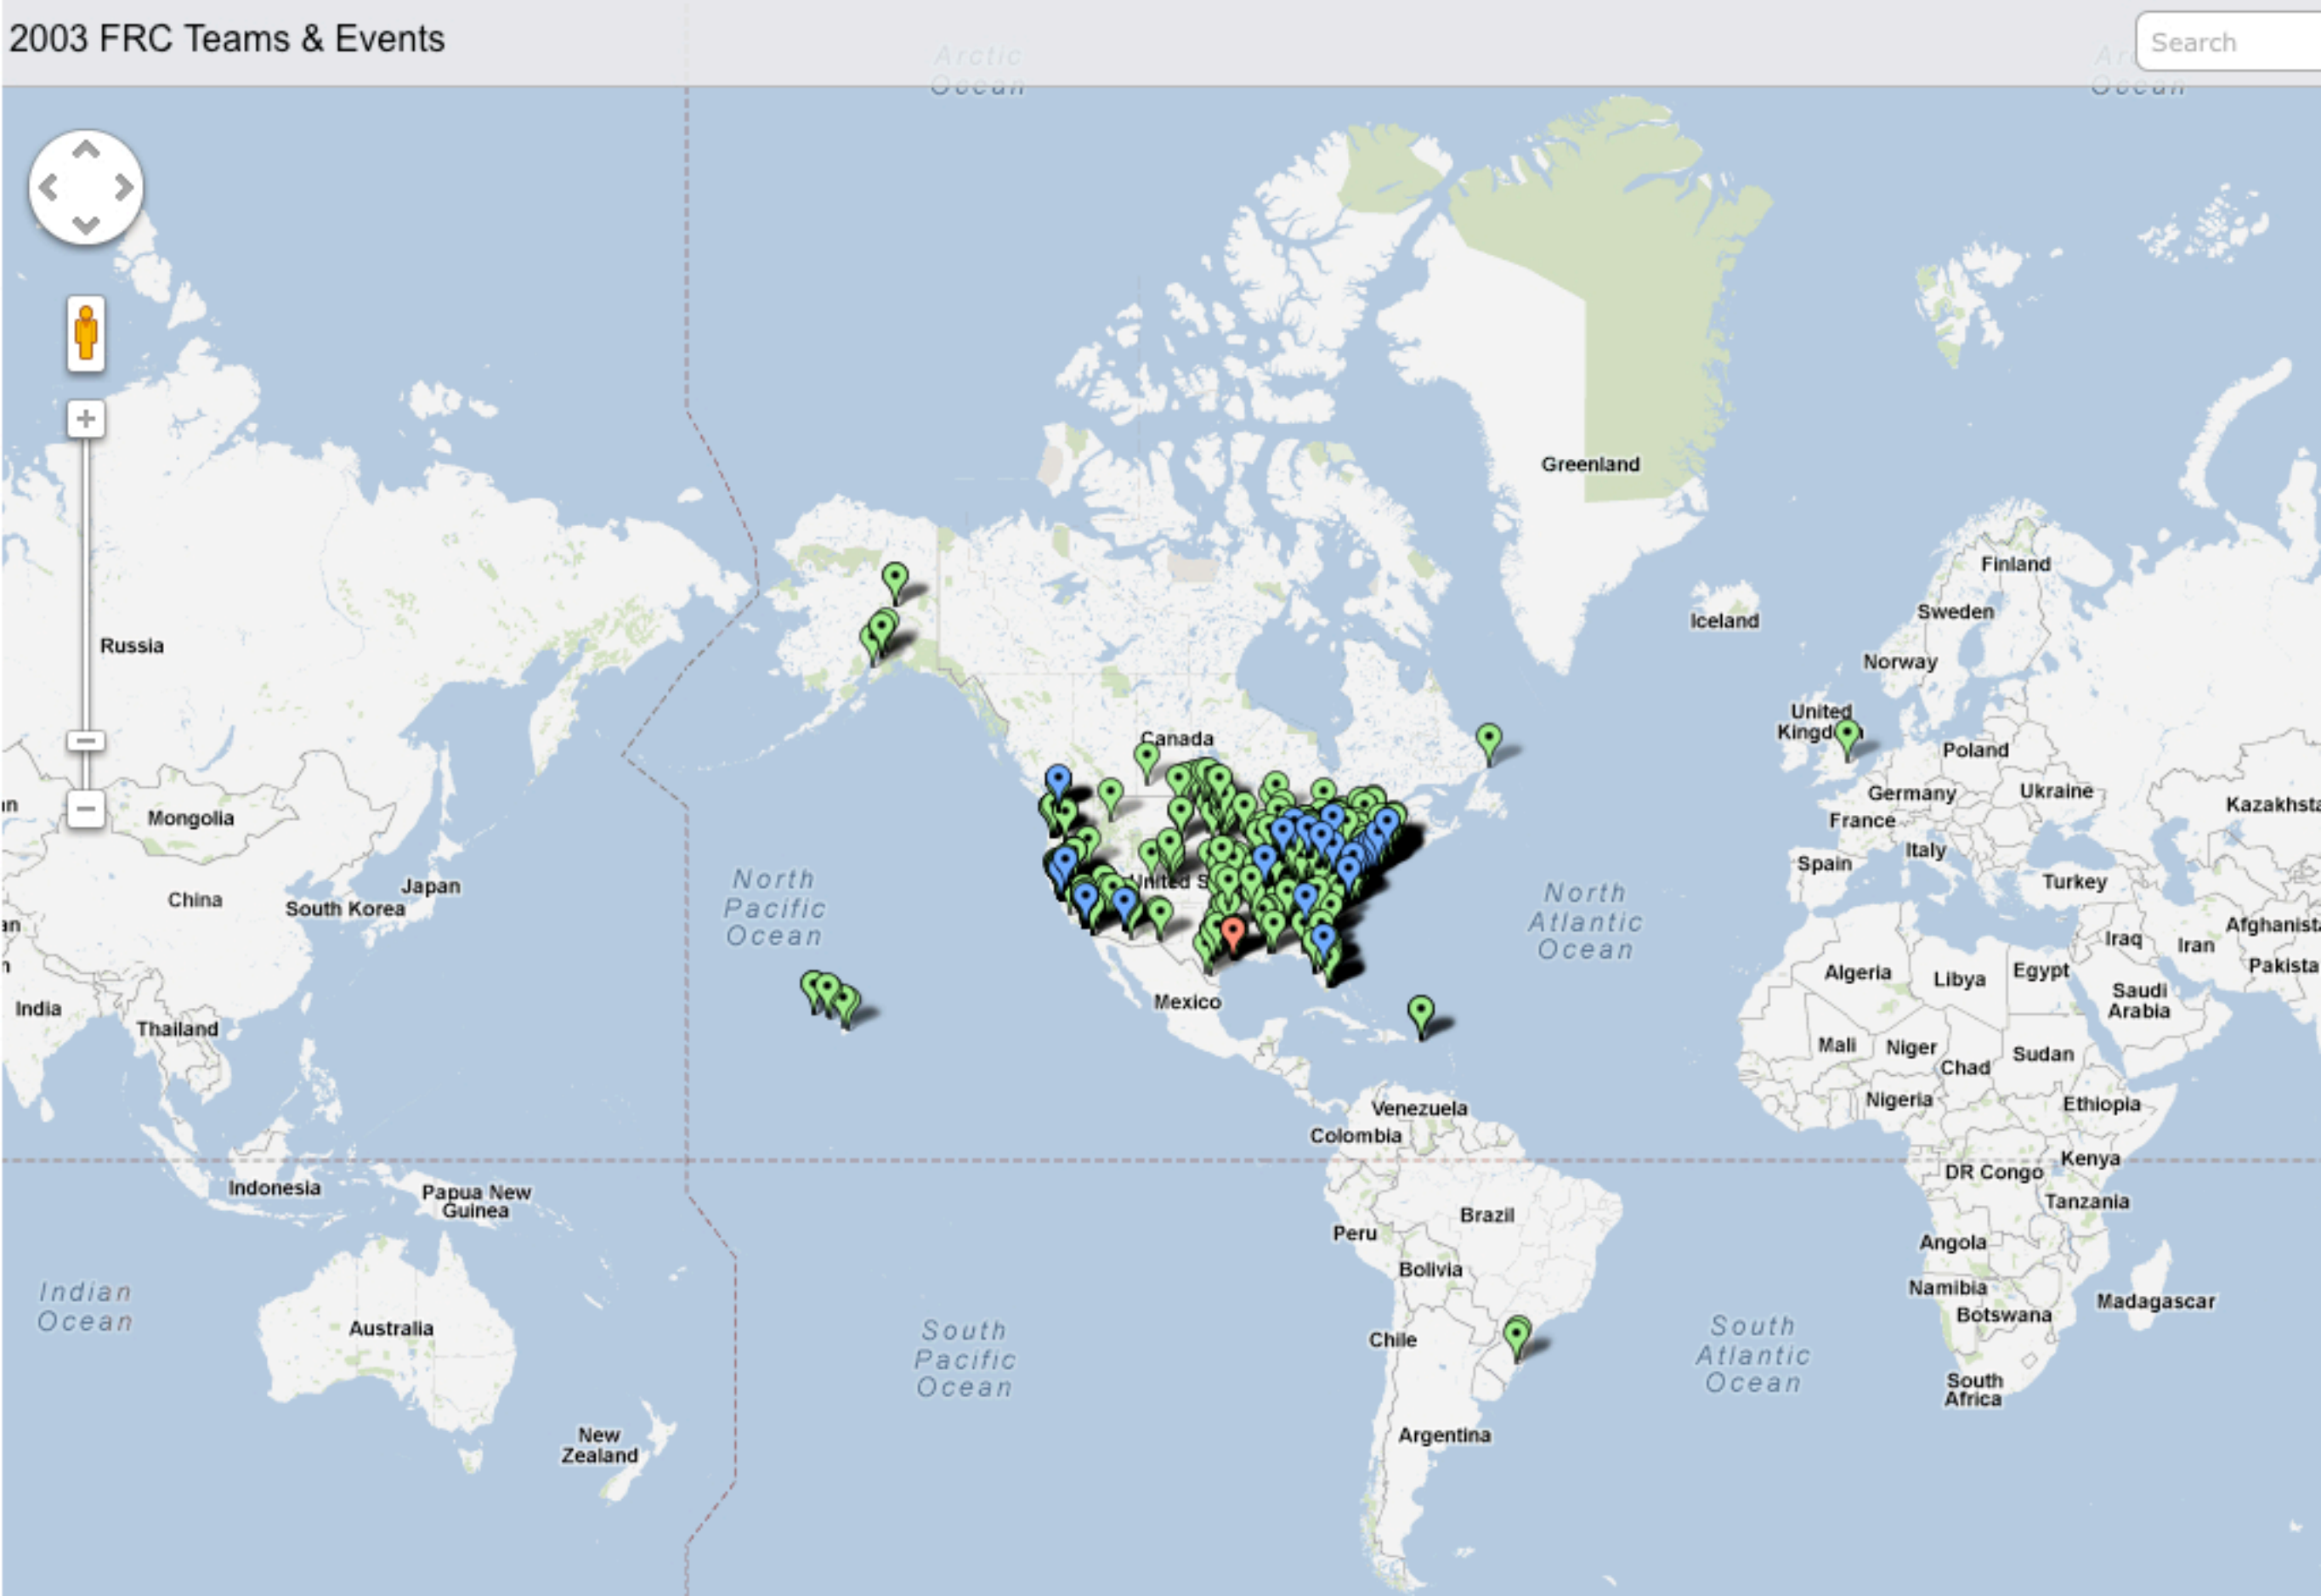 2003 FRC Teams & Events
Search
Arctic
Ocean
Ocean
Greenland
Finland
Sweden
Iceland
Norway
Russia
United
Canada
Poland
Germany
Ukraine
Mongolia
France
Italy
Spain
Turkey
United S
China
Japan
South Korea
North
Pacific
Ocean
North
Atlantic
Ocean
Iraq
Iran
Algeria
Libya
Egypt
Saudi
Arabia
India
Mexico
Thailand
Mali
Niger
Chad
Sudan
Nigeria
Ethiopia
Venezuela
Colombia
Kenya
DR Congo
Indonesia
Papua New
Guinea
Tanzania
Brazil
Peru
Angola
Bolivia
Namibia
Botswana
Madagascar
Indian
Ocean
Australia
South
Pacific
Ocean
Chile
South
Atlantic
Ocean
South
Africa
New
Zealand
Argentina